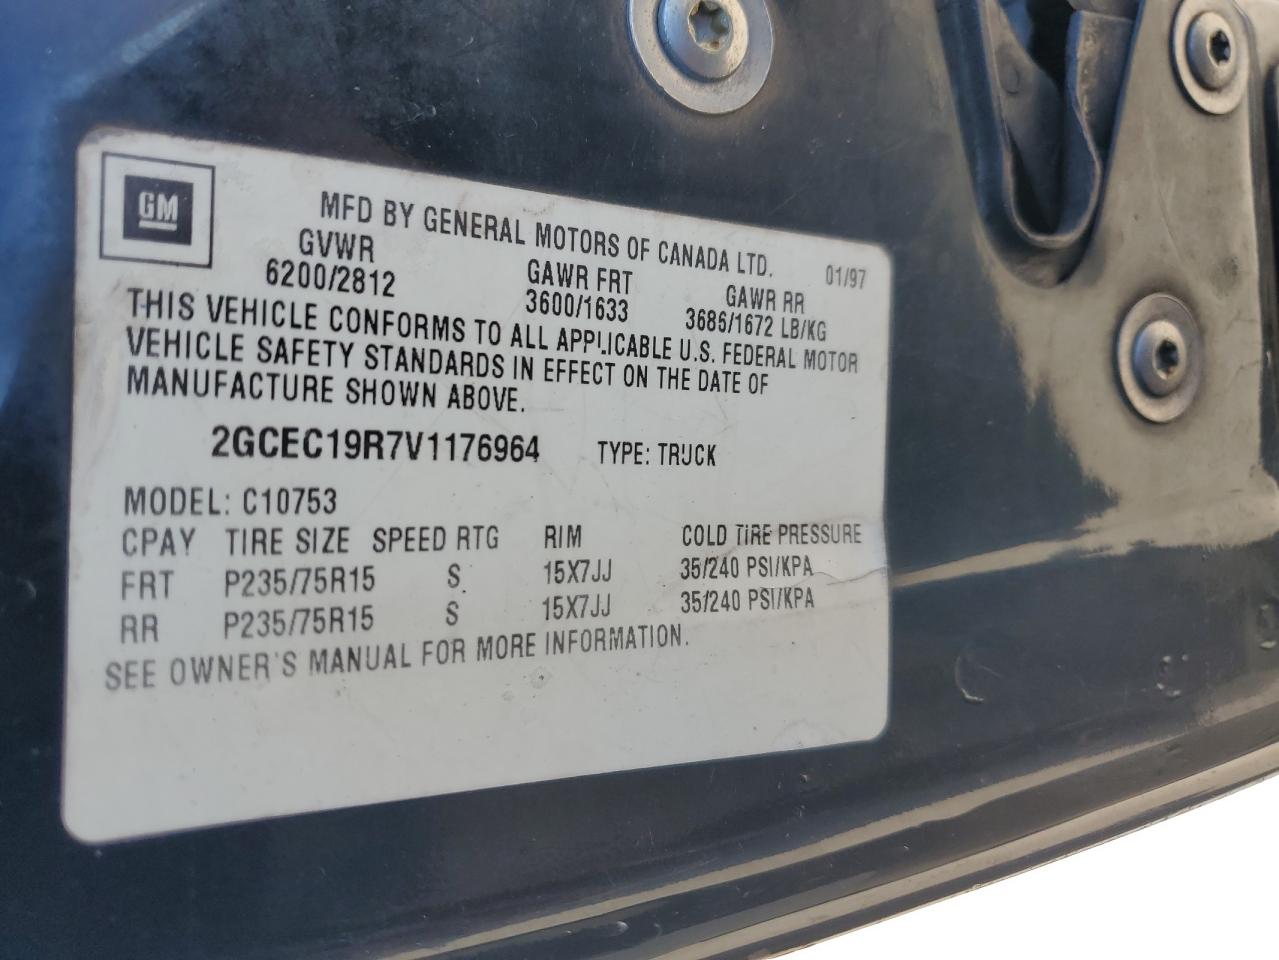 GM
MFD BY GENERAL MOTORS OF CANADA LTD. 01/97
GVWR GAWR FRT GAWR RR
6200/2812 3600/1633 3686/1672 LB/KG
THIS VEHICLE CONFORMS TO ALL APPLICABLE U.S. FEDERAL MOTOR
VEHICLE SAFETY STANDARDS IN EFFECT ON THE DATE OF
MANUFACTURE SHOWN ABOVE.
2GCEC19R7V1176964 TYPE: TRUCK
MODEL: C10753
CPAY TIRE SIZE SPEED RTG RIM COLD TIRE PRESSURE
FRT P235/75R15 S 15X7JJ 35/240 PSI/KPA
RR P235/75R15 S 15X7JJ 35/240 PSI/KPA
SEE OWNER'S MANUAL FOR MORE INFORMATION.